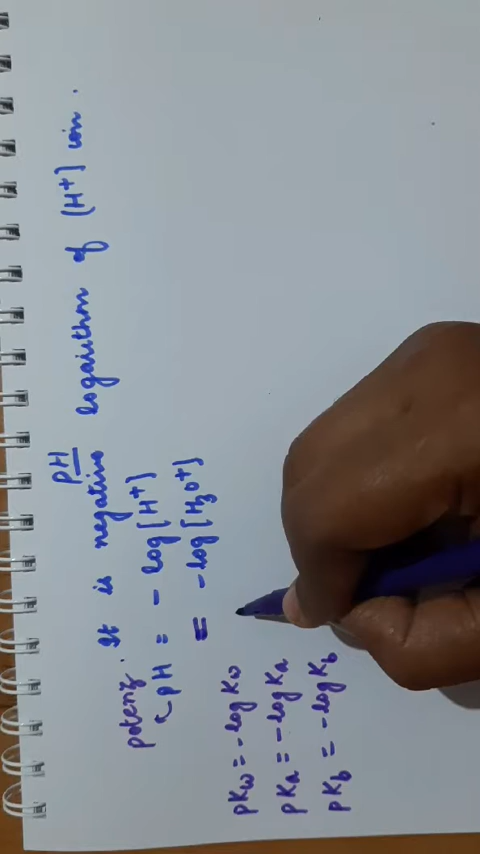 pH
It is negative logarithm of [H+] ion.
potenz.
pH = - log [H+]
= -log [H3O+]
pKw = -log Kw
pKa = -log Ka
pKb = -log Kb